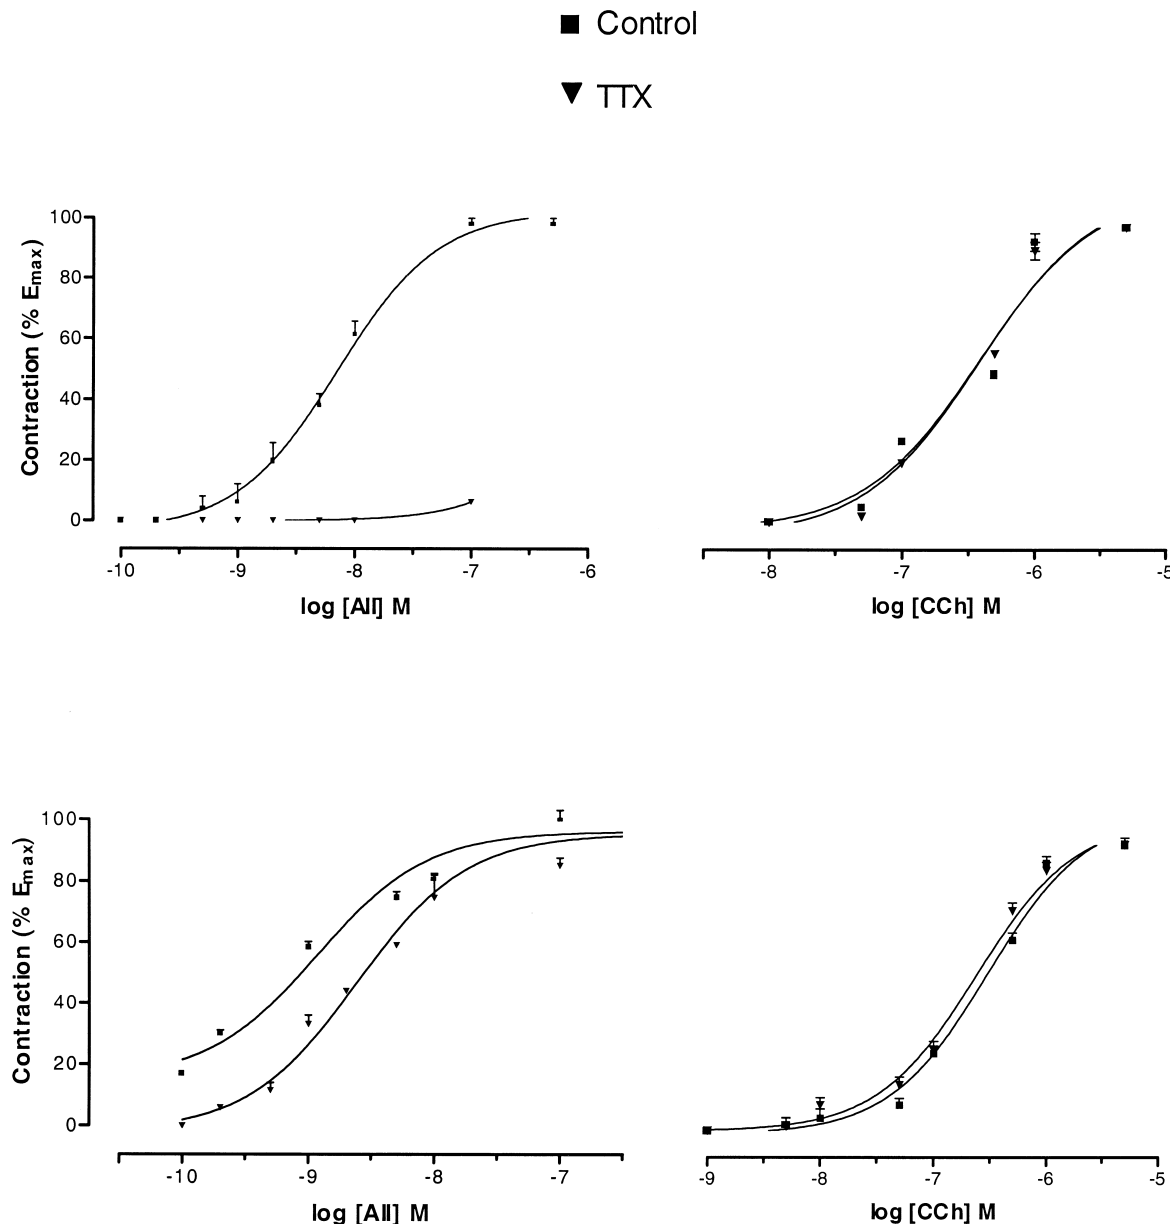 Control
TTX
100
80
60
40
20
0
Contraction (% Emax)
-10 -9 -8 -7 -6
log [AII] M
-8 -7 -6 -5
log [CCh] M
100
80
60
40
20
0
Contraction (% Emax)
-10 -9 -8 -7
log [AII] M
-9 -8 -7 -6 -5
log [CCh] M